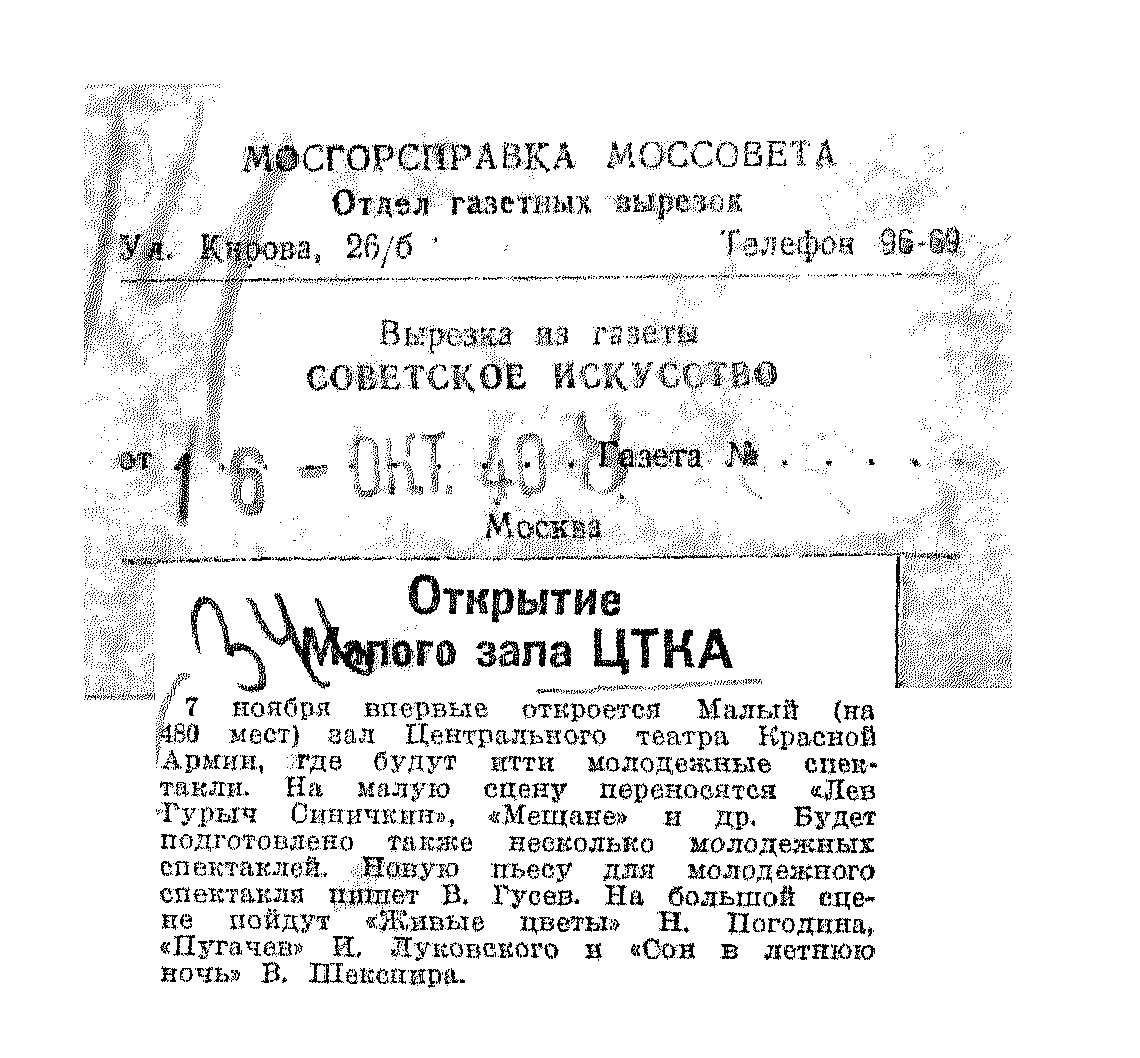 МОСГОРСПРАВКА МОССОВЕТА
Отдел газетных вырезок
Ул. Кирова, 26/б Телефон 96-69
Вырезка из газеты
СОВЕТСКОЕ ИСКУССТВО
от 16 - ОКТ. 40 Газета № . . . . .
Москва
Открытие
Малого зала ЦТКА
7 ноября впервые откроется Малый (на
480 мест) зал Центрального театра Красной
Армии, где будут итти молодежные спек-
такли. На малую сцену переносятся «Лев
Гурыч Синичкин», «Мещане» и др. Будет
подготовлено также несколько молодежных
спектаклей. Новую пьесу для молодежного
спектакля пишет В. Гусев. На большой сце-
не пойдут «Живые цветы» Н. Погодина,
«Пугачев» И. Луковского и «Сон в летнюю
ночь» В. Шекспира.